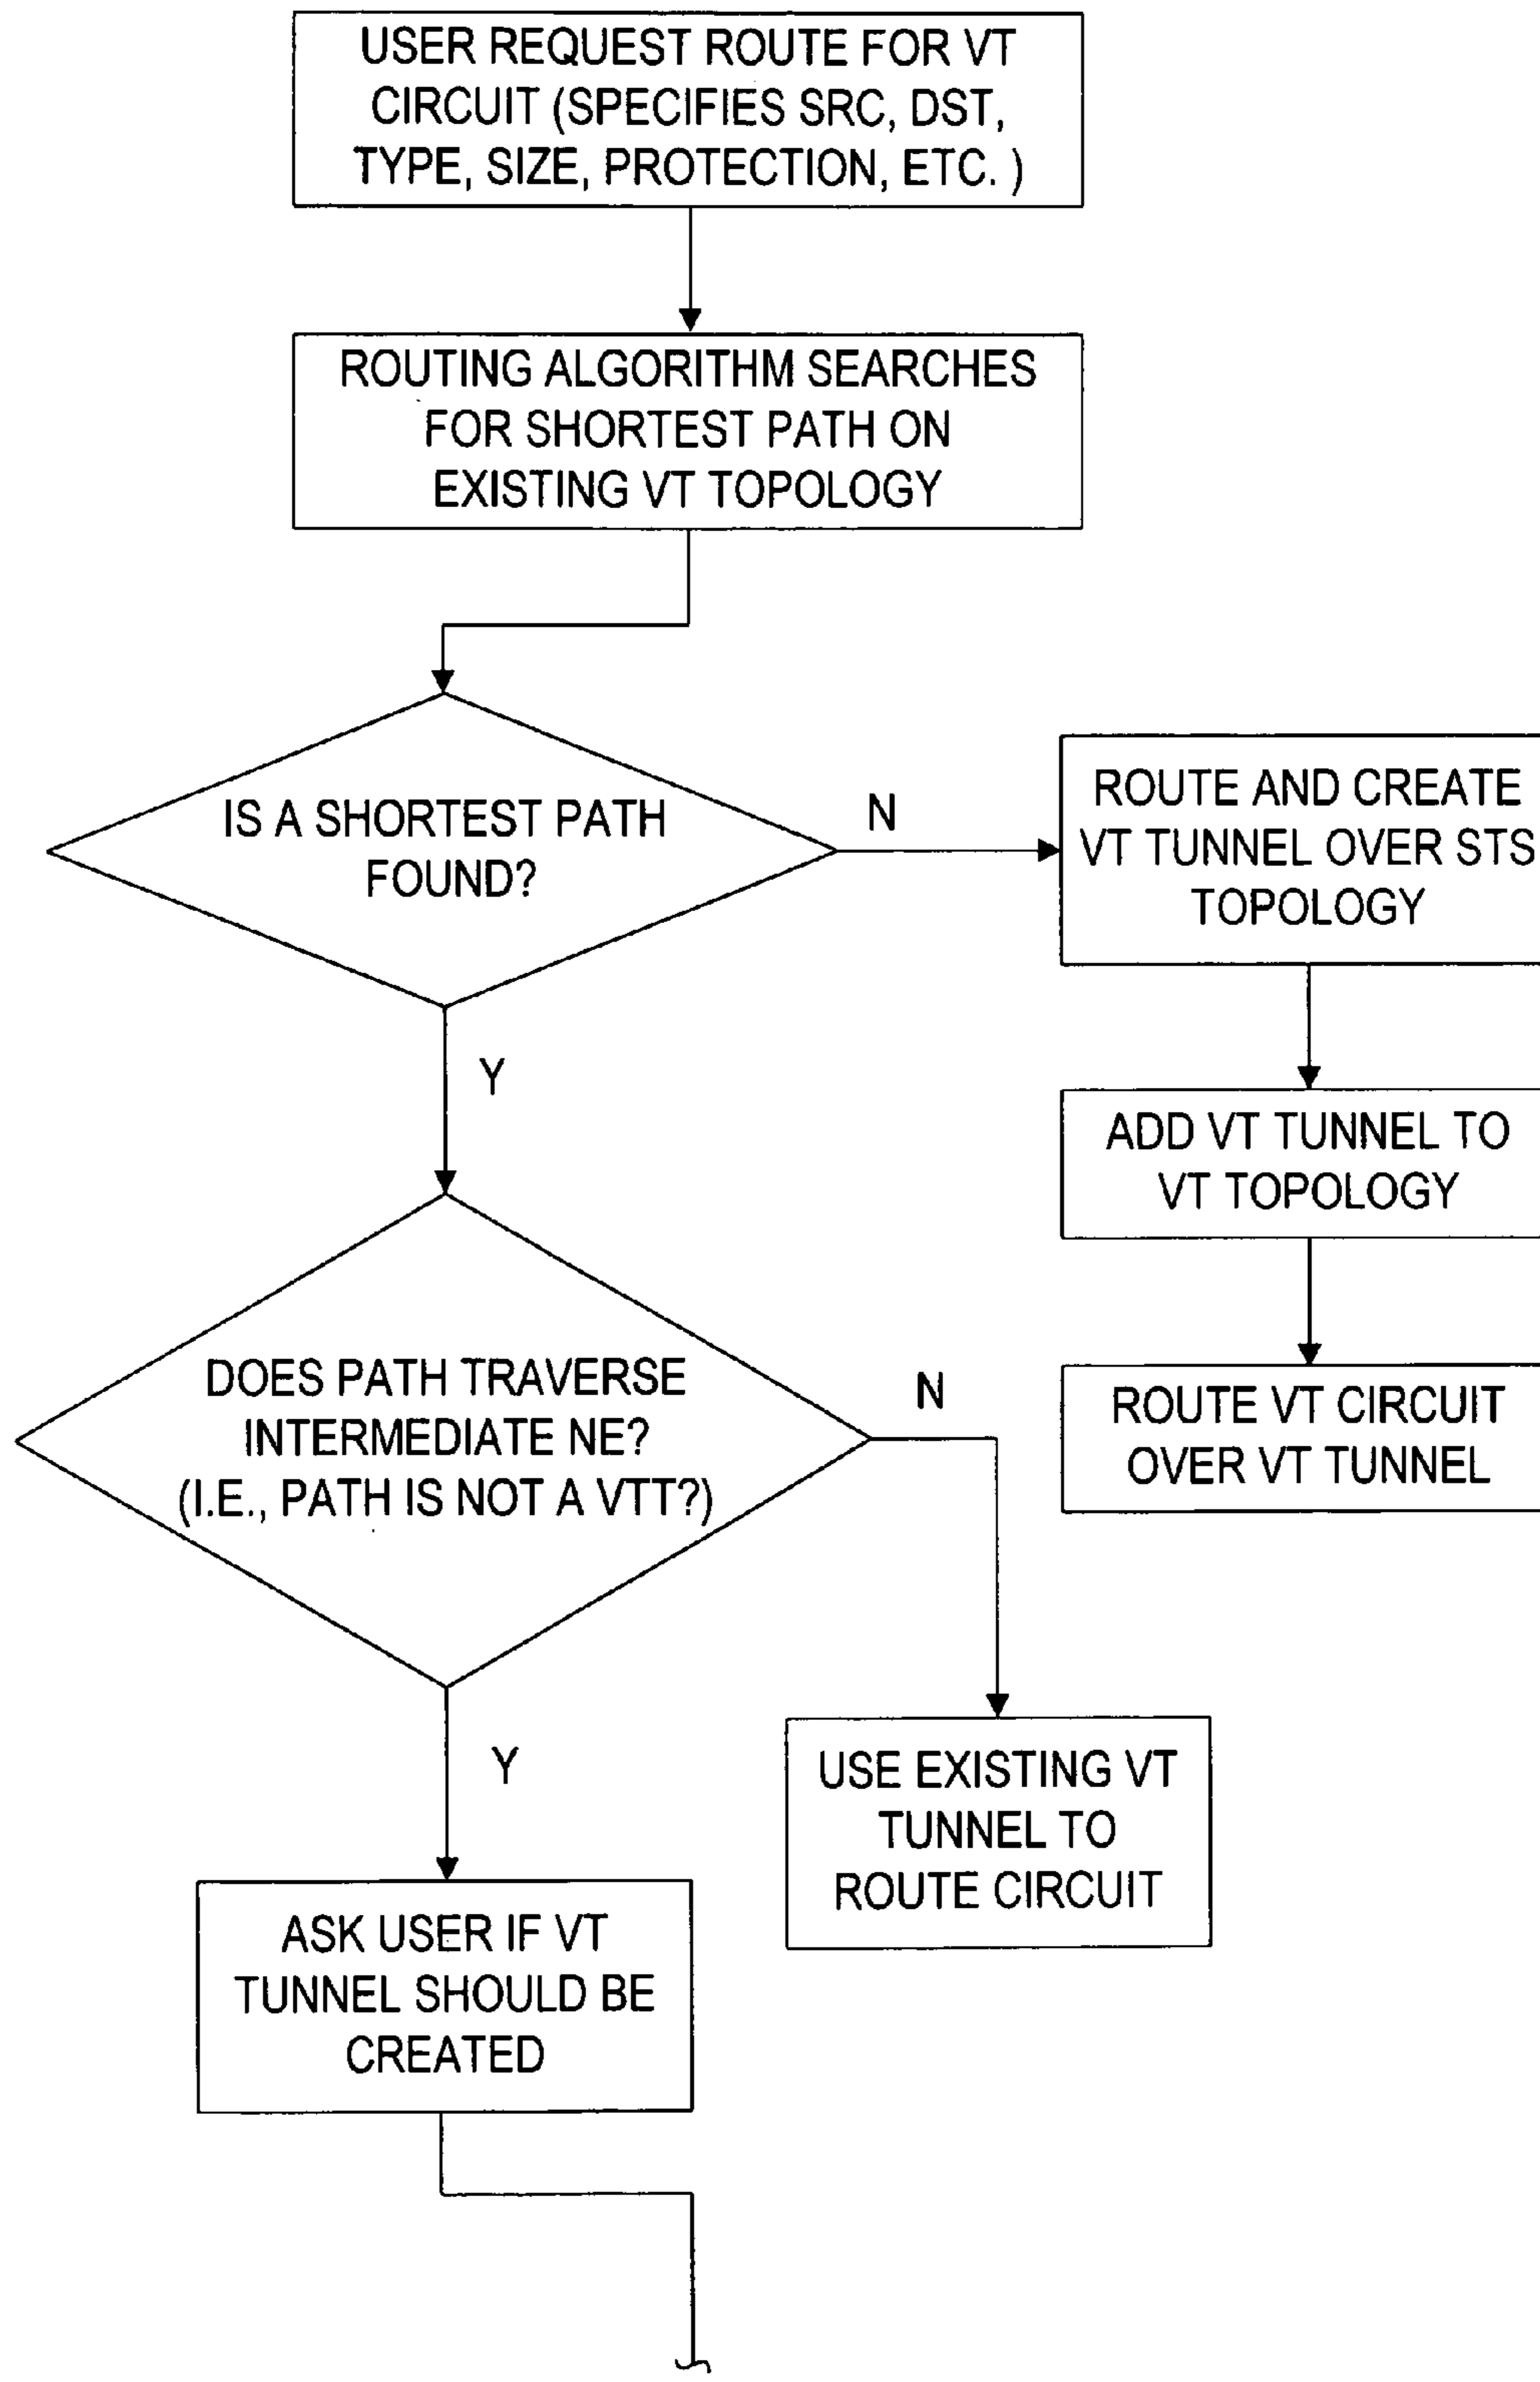 USER REQUEST ROUTE FOR VT
CIRCUIT (SPECIFIES SRC, DST,
TYPE, SIZE, PROTECTION, ETC. )
ROUTING ALGORITHM SEARCHES
FOR SHORTEST PATH ON
EXISTING VT TOPOLOGY
IS A SHORTEST PATH
FOUND?
N
ROUTE AND CREATE
VT TUNNEL OVER STS
TOPOLOGY
Y
ADD VT TUNNEL TO
VT TOPOLOGY
ROUTE VT CIRCUIT
OVER VT TUNNEL
DOES PATH TRAVERSE
INTERMEDIATE NE?
(I.E., PATH IS NOT A VTT?)
N
USE EXISTING VT
TUNNEL TO
ROUTE CIRCUIT
Y
ASK USER IF VT
TUNNEL SHOULD BE
CREATED